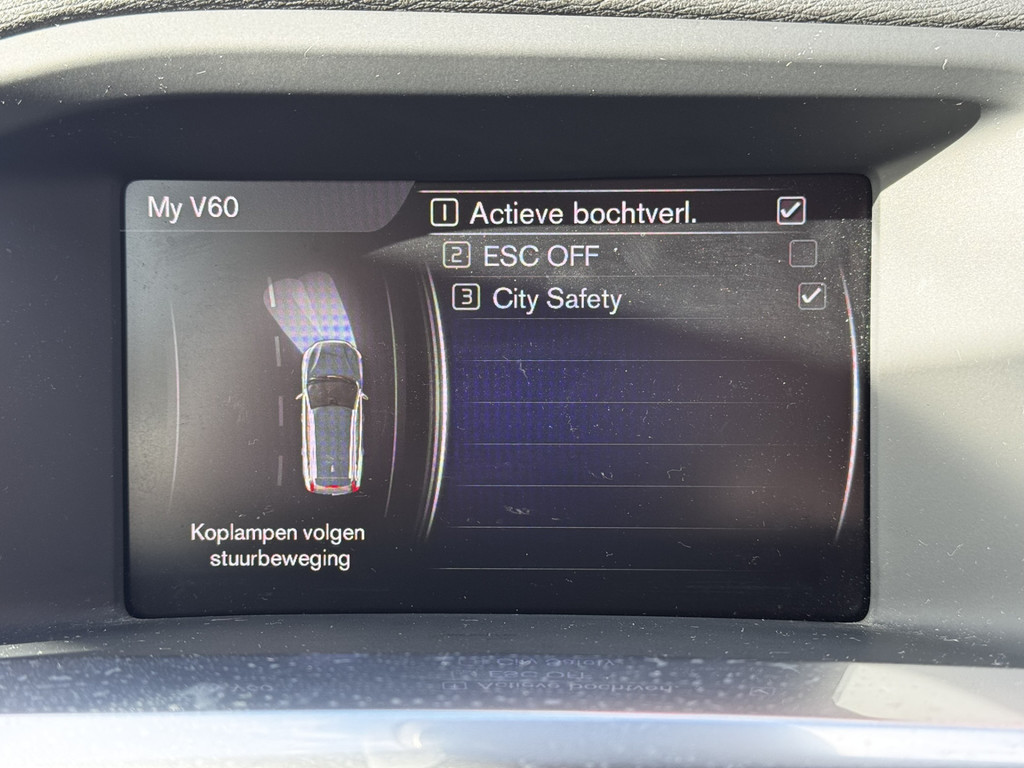 My V60
1 Actieve bochtverl.
2 ESC OFF
3 City Safety
Koplampen volgen
stuurbeweging